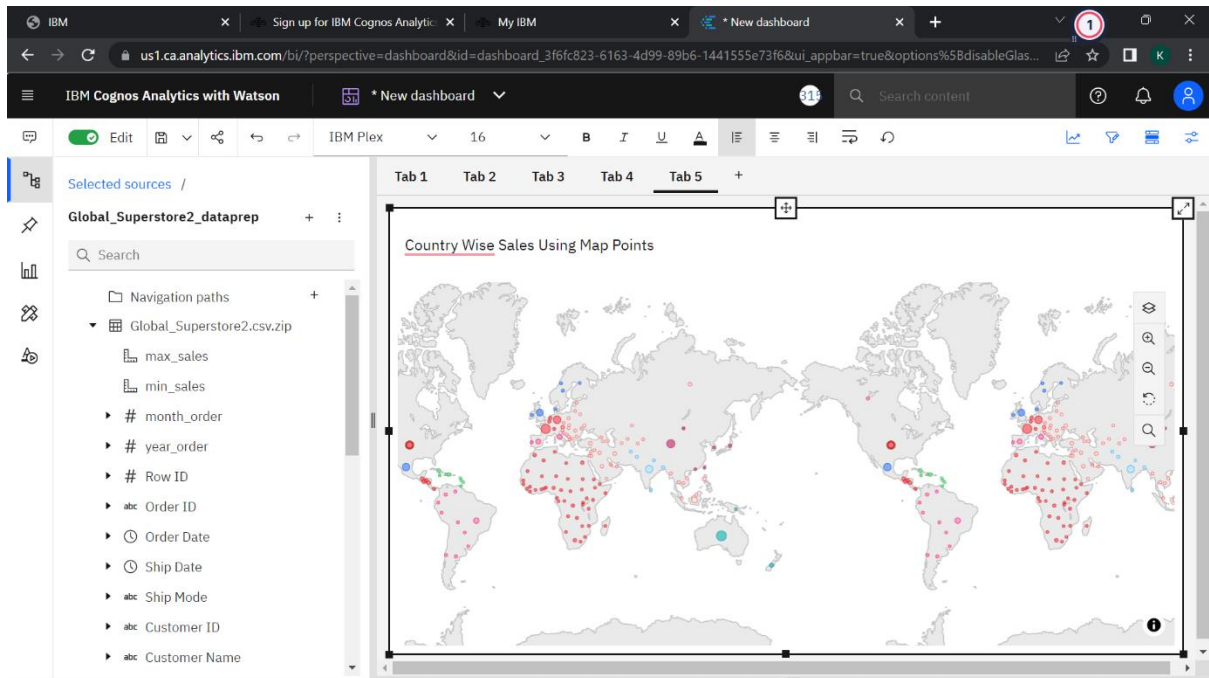 IBM
Sign up for IBM Cognos Analytic
My IBM
* New dashboard
1
us1.ca.analytics.ibm.com/bi/?perspective=dashboard&id=dashboard_3f6fc823-6163-4d99-89b6-1441555e73f6&ui_appbar=true&options%5BdisableGlas...
K
IBM Cognos Analytics with Watson
* New dashboard
Search content
Edit
IBM Plex
16
B I U A
Selected sources /
Tab 1 Tab 2 Tab 3 Tab 4 Tab 5 +
Global_Superstore2_dataprep
Search
Country Wise Sales Using Map Points
Navigation paths
Global_Superstore2.csv.zip
max_sales
min_sales
# month_order
# year_order
# Row ID
abc Order ID
Order Date
Ship Date
abc Ship Mode
abc Customer ID
abc Customer Name